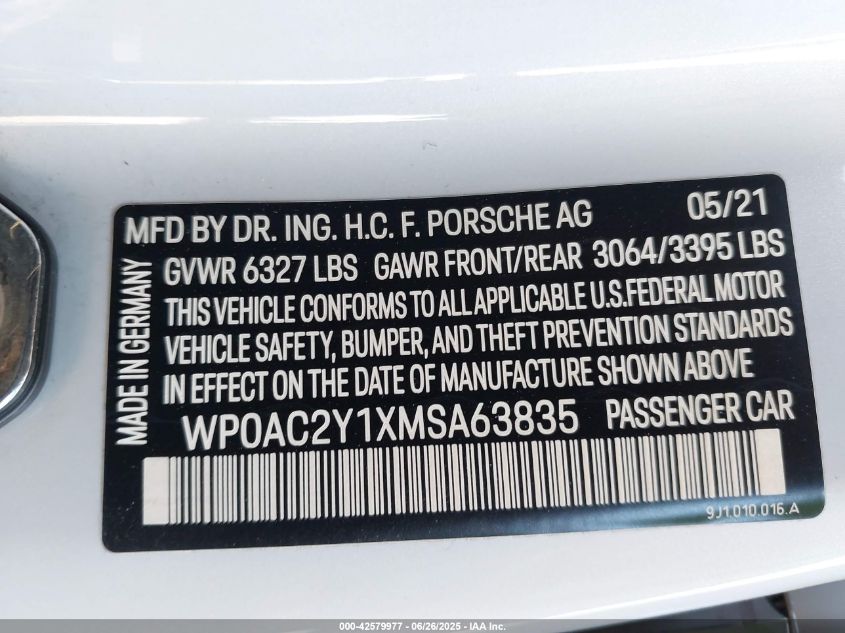 MFD BY DR. ING. H.C. F. PORSCHE AG 05/21
GVWR 6327 LBS GAWR FRONT/REAR 3064/3395 LBS
THIS VEHICLE CONFORMS TO ALL APPLICABLE U.S.FEDERAL MOTOR
VEHICLE SAFETY, BUMPER, AND THEFT PREVENTION STANDARDS
IN EFFECT ON THE DATE OF MANUFACTURE SHOWN ABOVE
WP0AC2Y1XMSA63835 PASSENGER CAR
MADE IN GERMANY
9J1.010.016.A
000-42579977 - 06/26/2025 - IAA Inc.